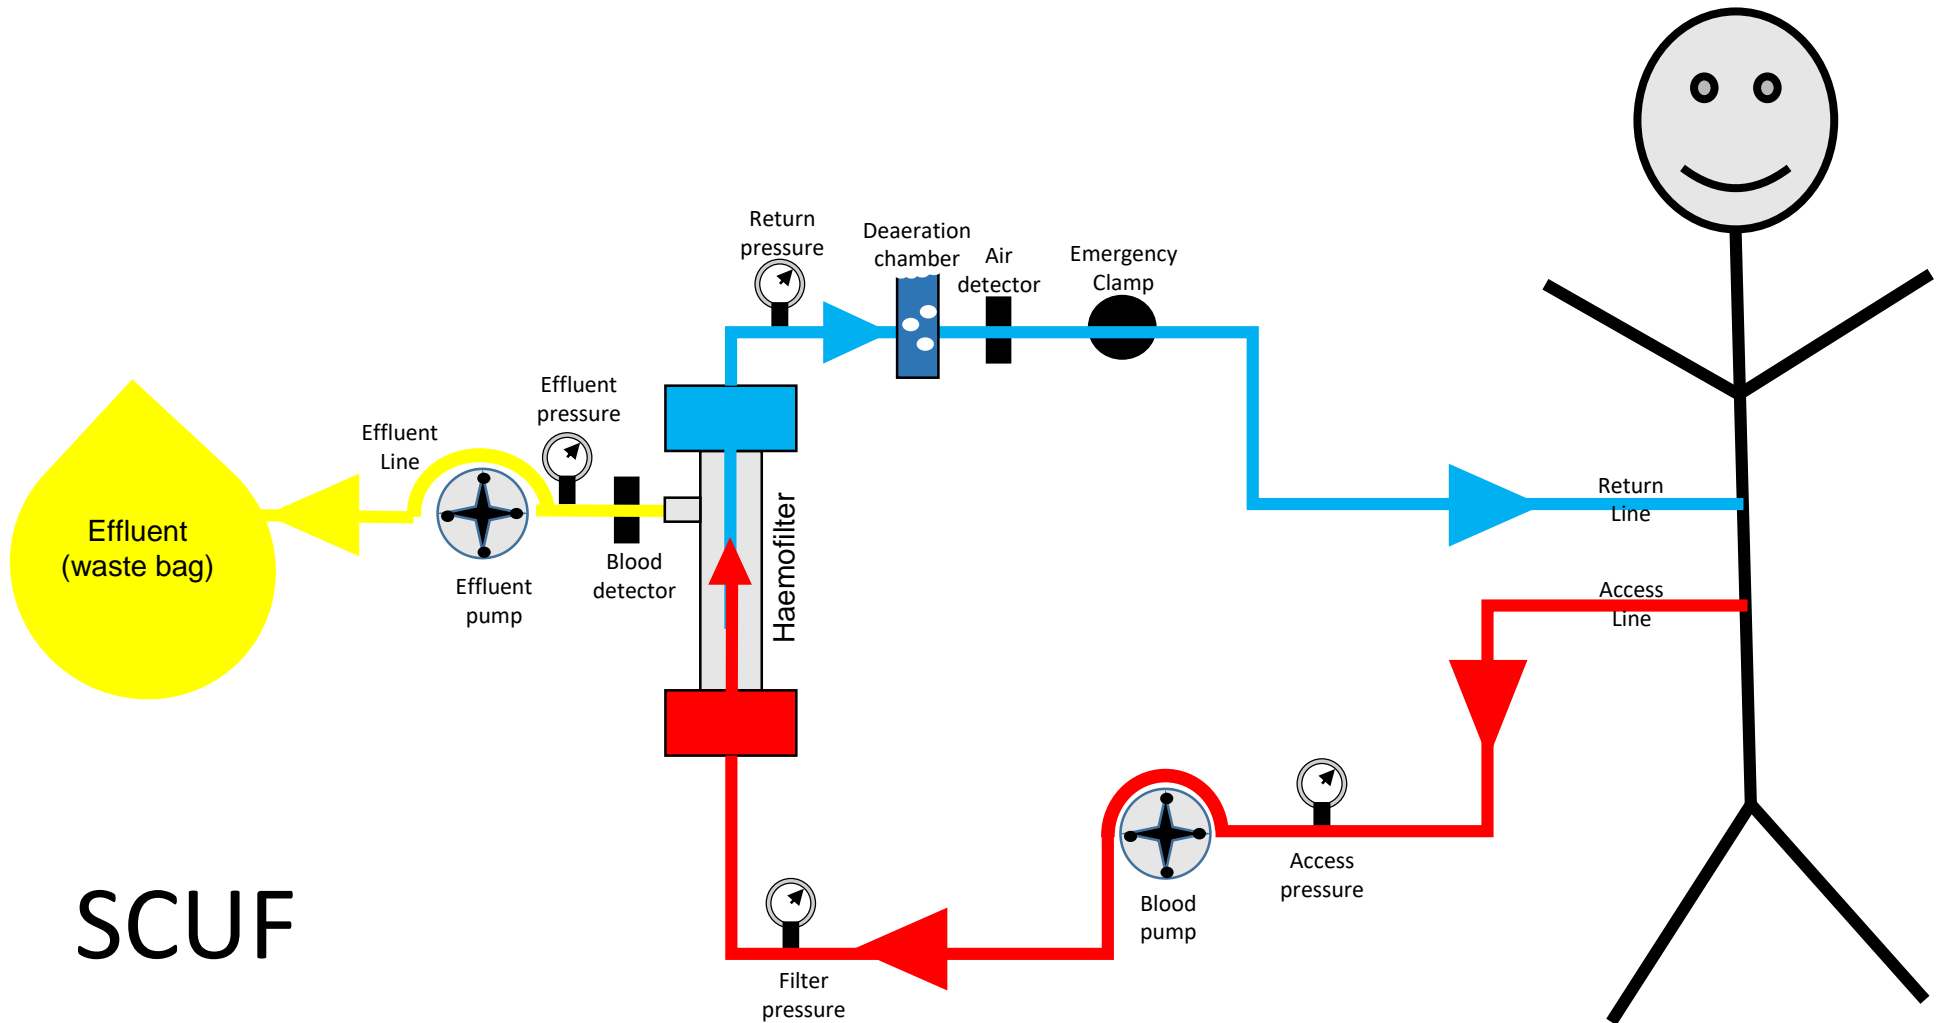 Return
pressure
Deaeration
chamber
Air
detector
Emergency
Clamp
Effluent
pressure
Effluent
Line
Effluent
(waste bag)
Effluent
pump
Blood
detector
Haemofilter
Return
Line
Access
Line
Access
pressure
Blood
pump
Filter
pressure
SCUF